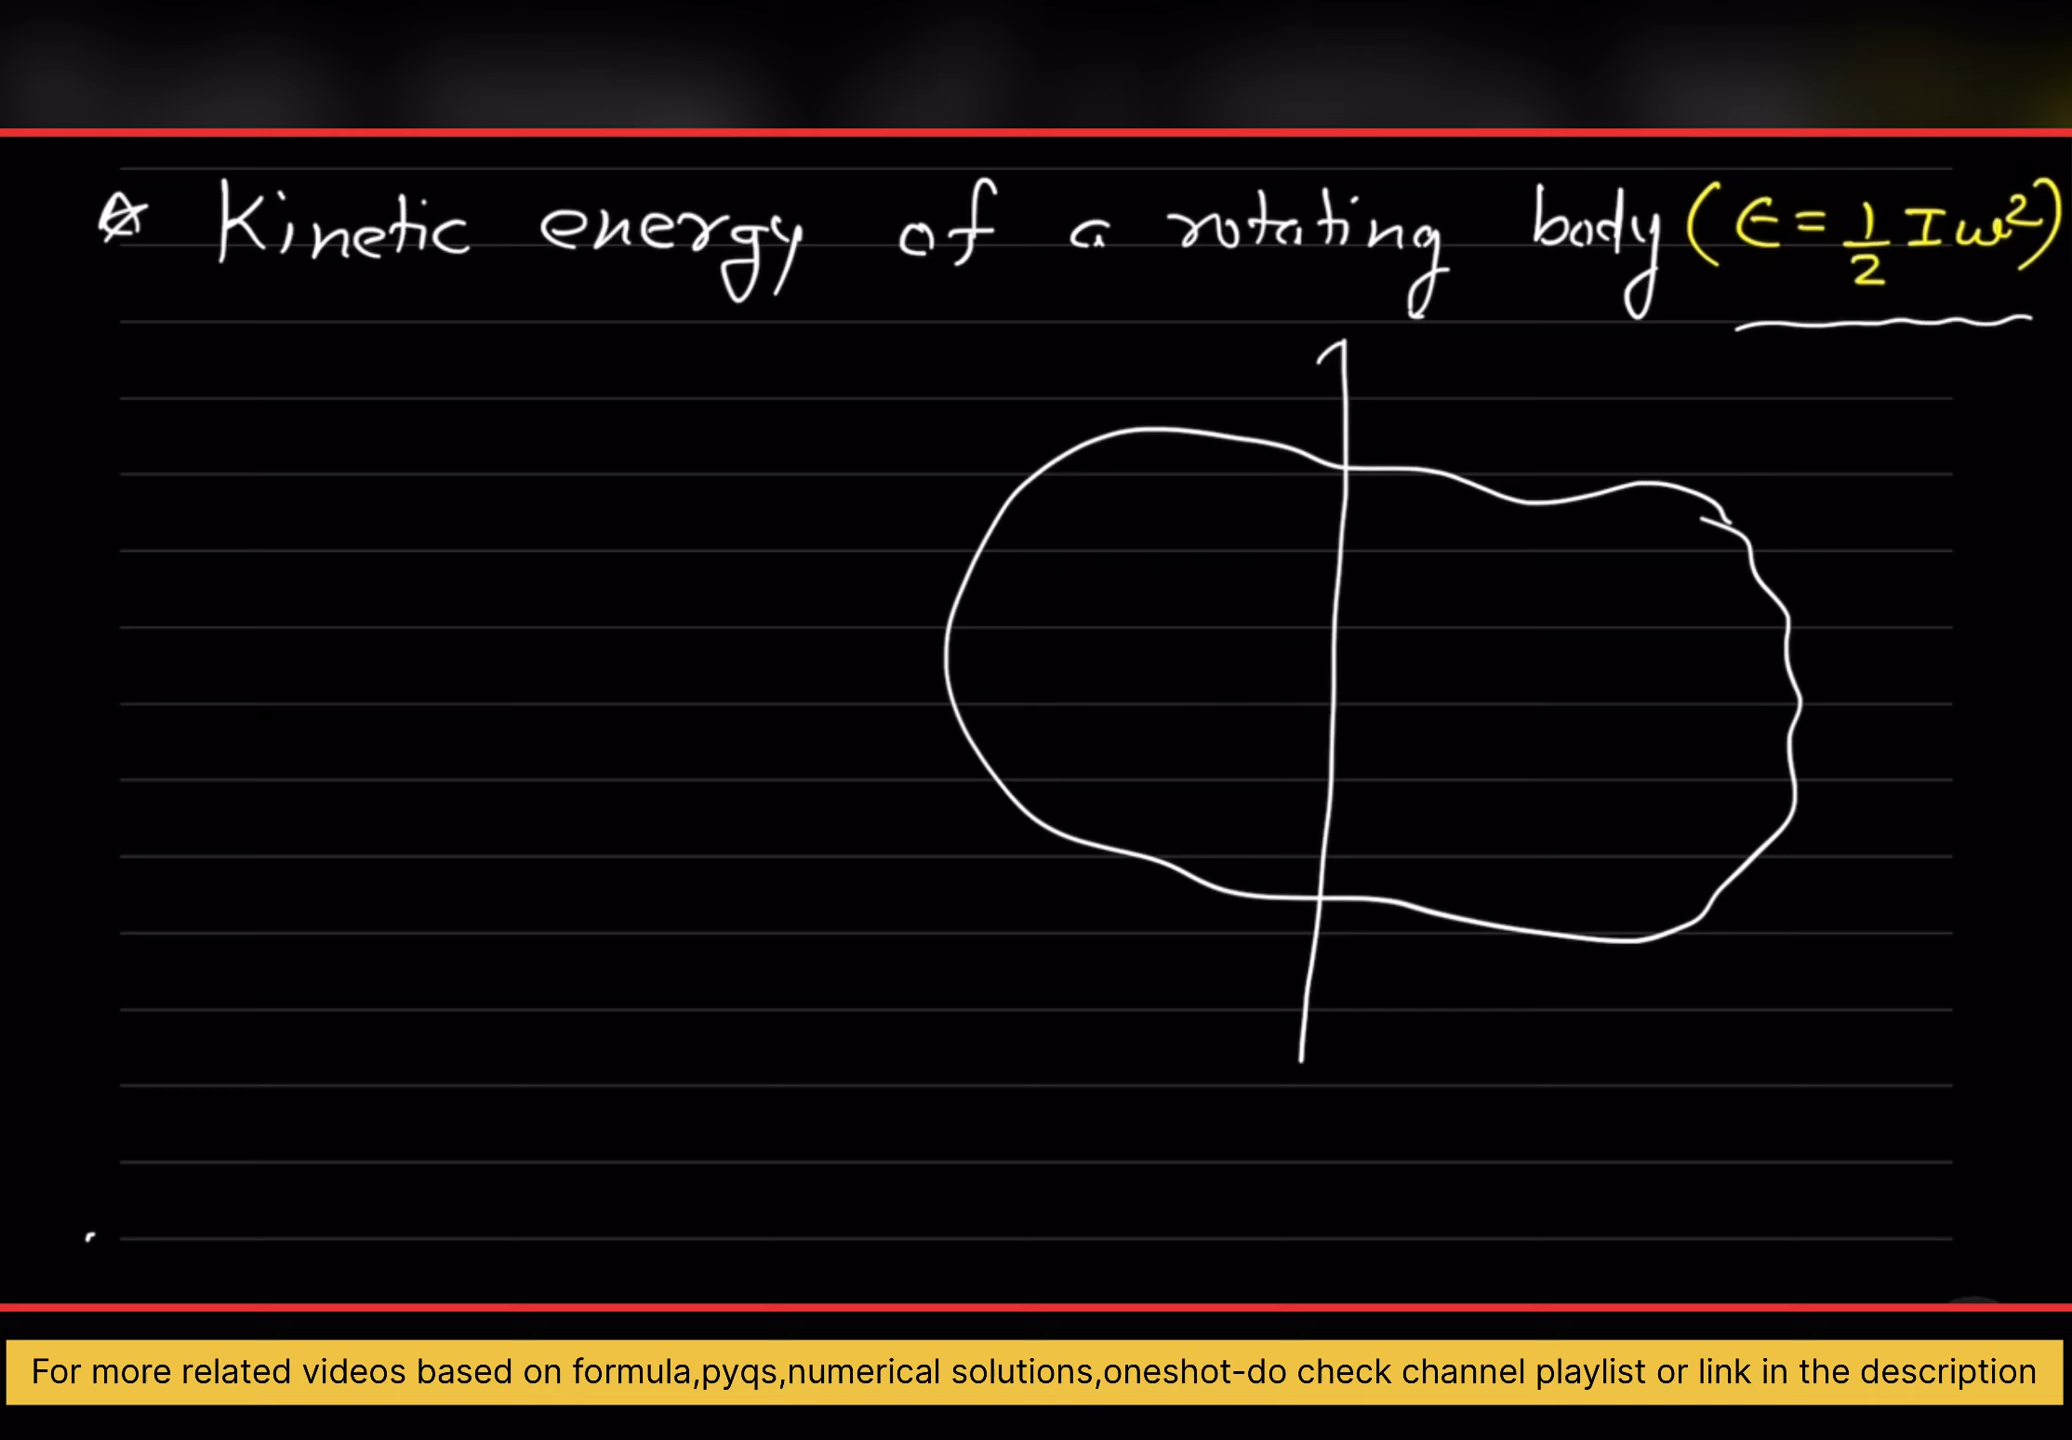 Kinetic energy of a rotating body (E = 1/2 Iω²)
For more related videos based on formula,pyqs,numerical solutions,oneshot-do check channel playlist or link in the description